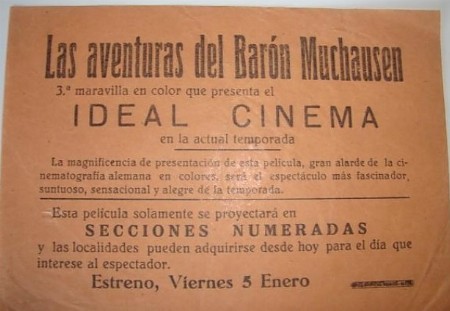 Las aventuras del Barón Muchausen
3.ª maravilla en color que presenta el
IDEAL CINEMA
en la actual temporada
La magnificencia de presentación de esta película, gran alarde de la ci-
nematografía alemana en colores, será el espectáculo más fascinador,
suntuoso, sensacional y alegre de la temporada.
Esta película solamente se proyectará en
SECCIONES NUMERADAS
y las localidades pueden adquirirse desde hoy para el día que
interese al espectador.
Estreno, Viernes 5 Enero